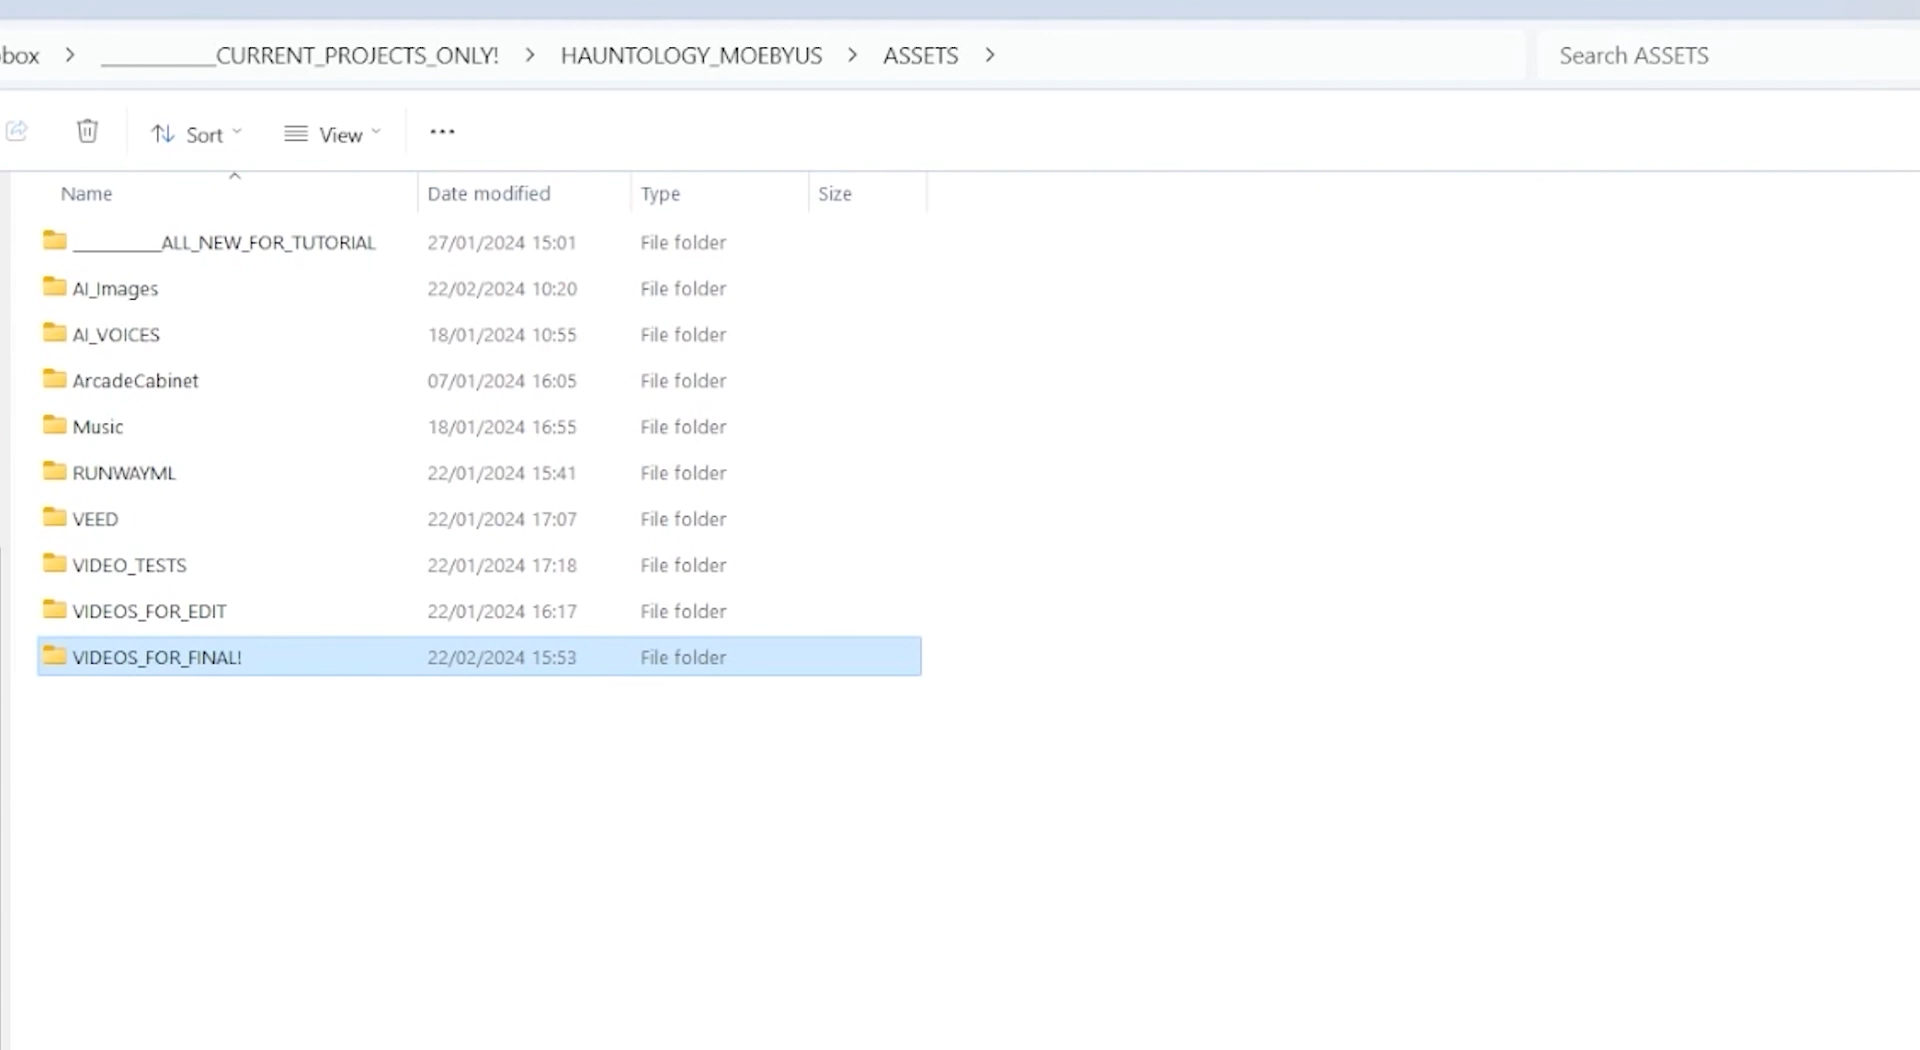 box > __________CURRENT_PROJECTS_ONLY! > HAUNTOLOGY_MOEBYUS > ASSETS >
Search ASSETS
Sort View ...
Name Date modified Type Size
__________ALL_NEW_FOR_TUTORIAL 27/01/2024 15:01 File folder
AI_Images 22/02/2024 10:20 File folder
AI_VOICES 18/01/2024 10:55 File folder
ArcadeCabinet 07/01/2024 16:05 File folder
Music 18/01/2024 16:55 File folder
RUNWAYML 22/01/2024 15:41 File folder
VEED 22/01/2024 17:07 File folder
VIDEO_TESTS 22/01/2024 17:18 File folder
VIDEOS_FOR_EDIT 22/01/2024 16:17 File folder
VIDEOS_FOR_FINAL! 22/02/2024 15:53 File folder